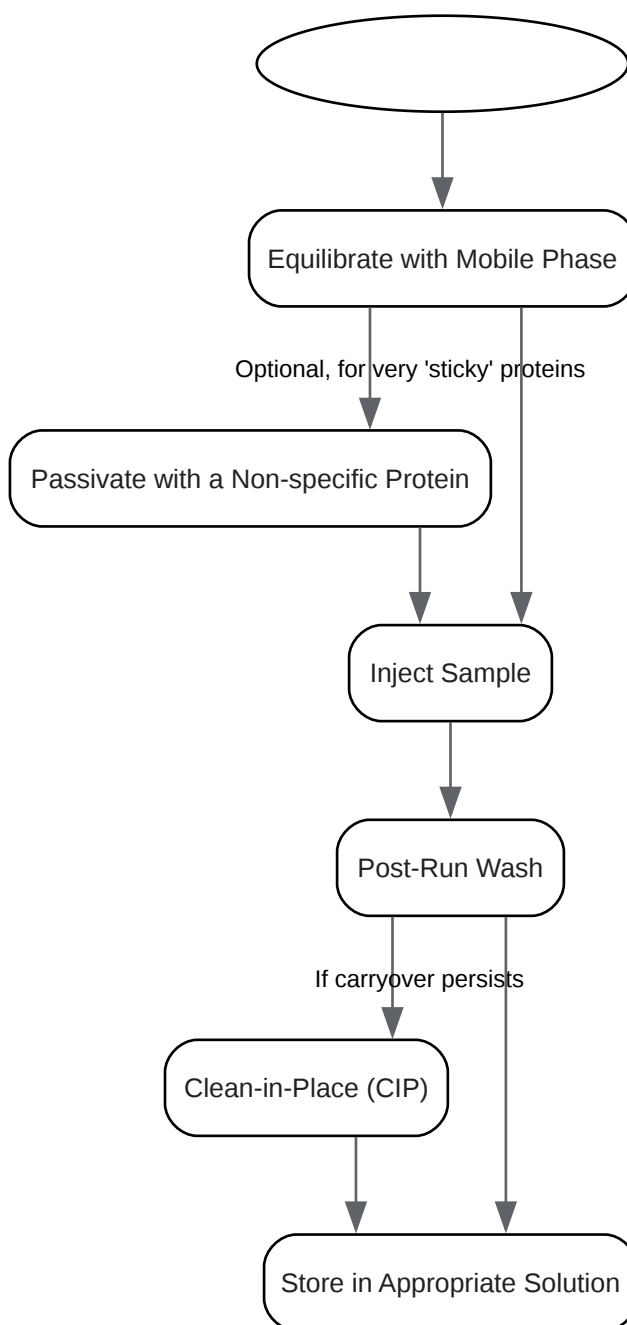 Equilibrate with Mobile Phase
Optional, for very 'sticky' proteins
Passivate with a Non-specific Protein
Inject Sample
Post-Run Wash
If carryover persists
Clean-in-Place (CIP)
Store in Appropriate Solution